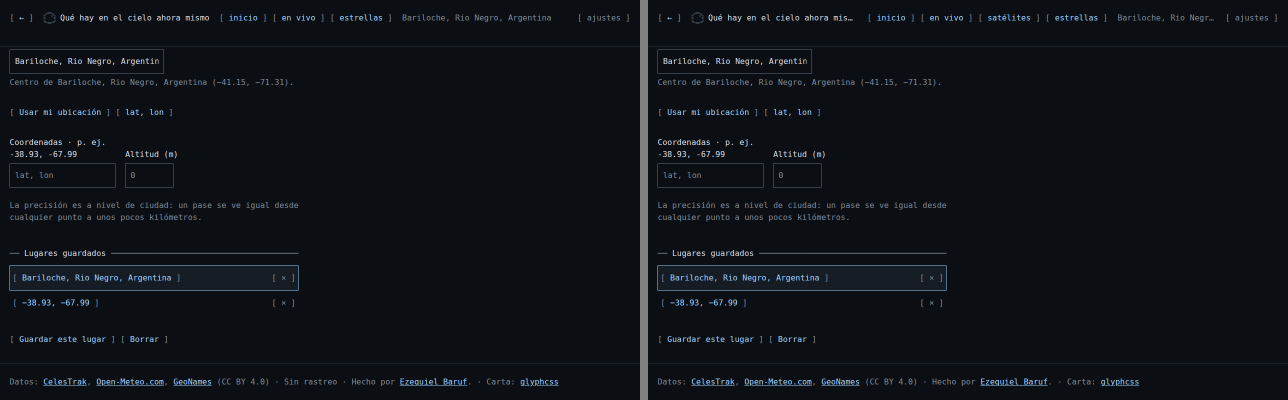 [ ← ] Qué hay en el cielo ahora mismo [ inicio ] [ en vivo ] [ estrellas ] Bariloche, Río Negro, Argentina [ ajustes ]
Bariloche, Rio Negro, Argentin
Centro de Bariloche, Rio Negro, Argentina (−41.15, −71.31).
[ Usar mi ubicación ] [ lat, lon ]
Coordenadas · p. ej.
-38.93, -67.99 Altitud (m)
lat, lon 0
La precisión es a nivel de ciudad: un pase se ve igual desde
cualquier punto a unos pocos kilómetros.
Lugares guardados
[ Bariloche, Rio Negro, Argentina ] [ × ]
[ −38.93, −67.99 ] [ × ]
[ Guardar este lugar ] [ Borrar ]
Datos: CelesTrak, Open-Meteo.com, GeoNames (CC BY 4.0) · Sin rastreo · Hecho por Ezequiel Baruf. · Carta: glyphcss
[ ← ] Qué hay en el cielo ahora mis… [ inicio ] [ en vivo ] [ satélites ] [ estrellas ] Bariloche, Río Negr… [ ajustes ]
Bariloche, Rio Negro, Argentin
Centro de Bariloche, Rio Negro, Argentina (−41.15, −71.31).
[ Usar mi ubicación ] [ lat, lon ]
Coordenadas · p. ej.
-38.93, -67.99 Altitud (m)
lat, lon 0
La precisión es a nivel de ciudad: un pase se ve igual desde
cualquier punto a unos pocos kilómetros.
Lugares guardados
[ Bariloche, Rio Negro, Argentina ] [ × ]
[ −38.93, −67.99 ] [ × ]
[ Guardar este lugar ] [ Borrar ]
Datos: CelesTrak, Open-Meteo.com, GeoNames (CC BY 4.0) · Hecho por Ezequiel Baruf. · Carta: glyphcss